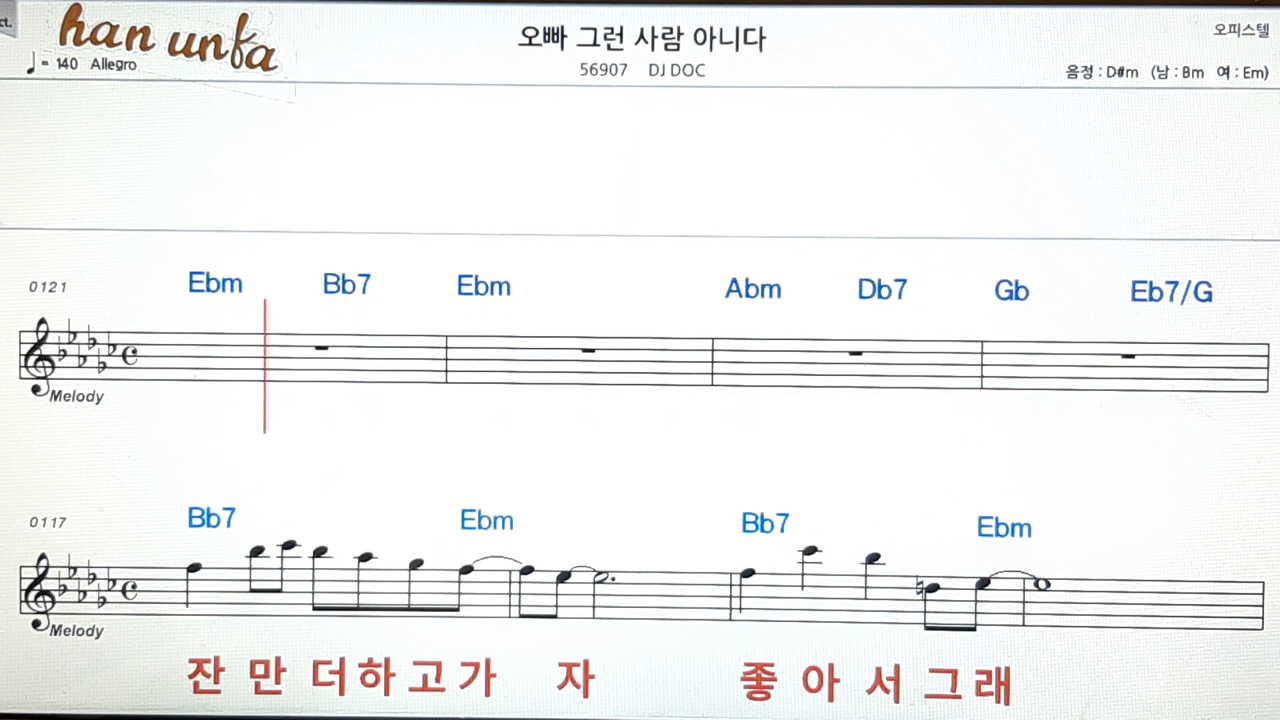 ct.
han unfa
오빠 그런 사람 아니다
오피스텔
♩= 140 Allegro
56907 DJ DOC
음정 : D#m (남 : Bm 여 : Em)
0121 Ebm Bb7 Ebm Abm Db7 Gb Eb7/G
Melody
0117 Bb7 Ebm Bb7 Ebm
Melody
잔 만 더 하 고 가 자 좋 아 서 그 래